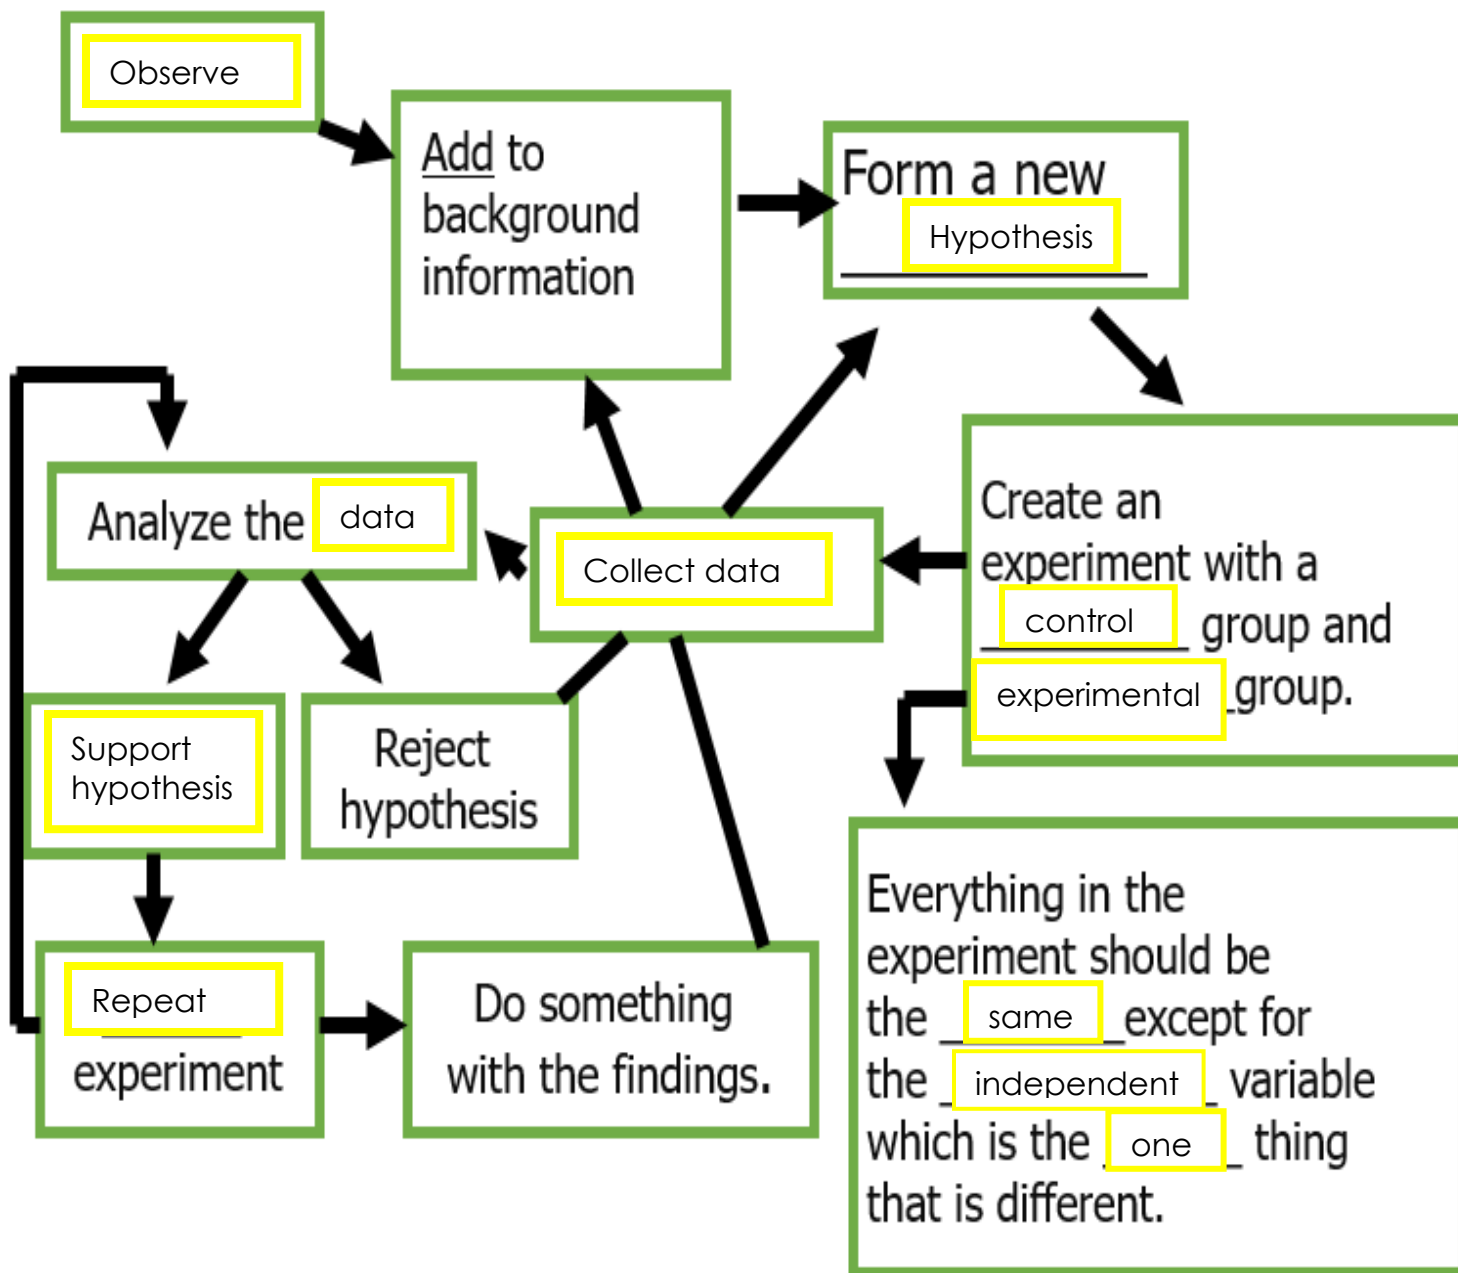 Observe
Add to
background
information
Form a new
Hypothesis
Analyze the data
Collect data
Create an
experiment with a
control group and
experimental group.
Support
hypothesis
Reject
hypothesis
Repeat
experiment
Do something
with the findings.
Everything in the
experiment should be
the same except for
the independent variable
which is the one thing
that is different.